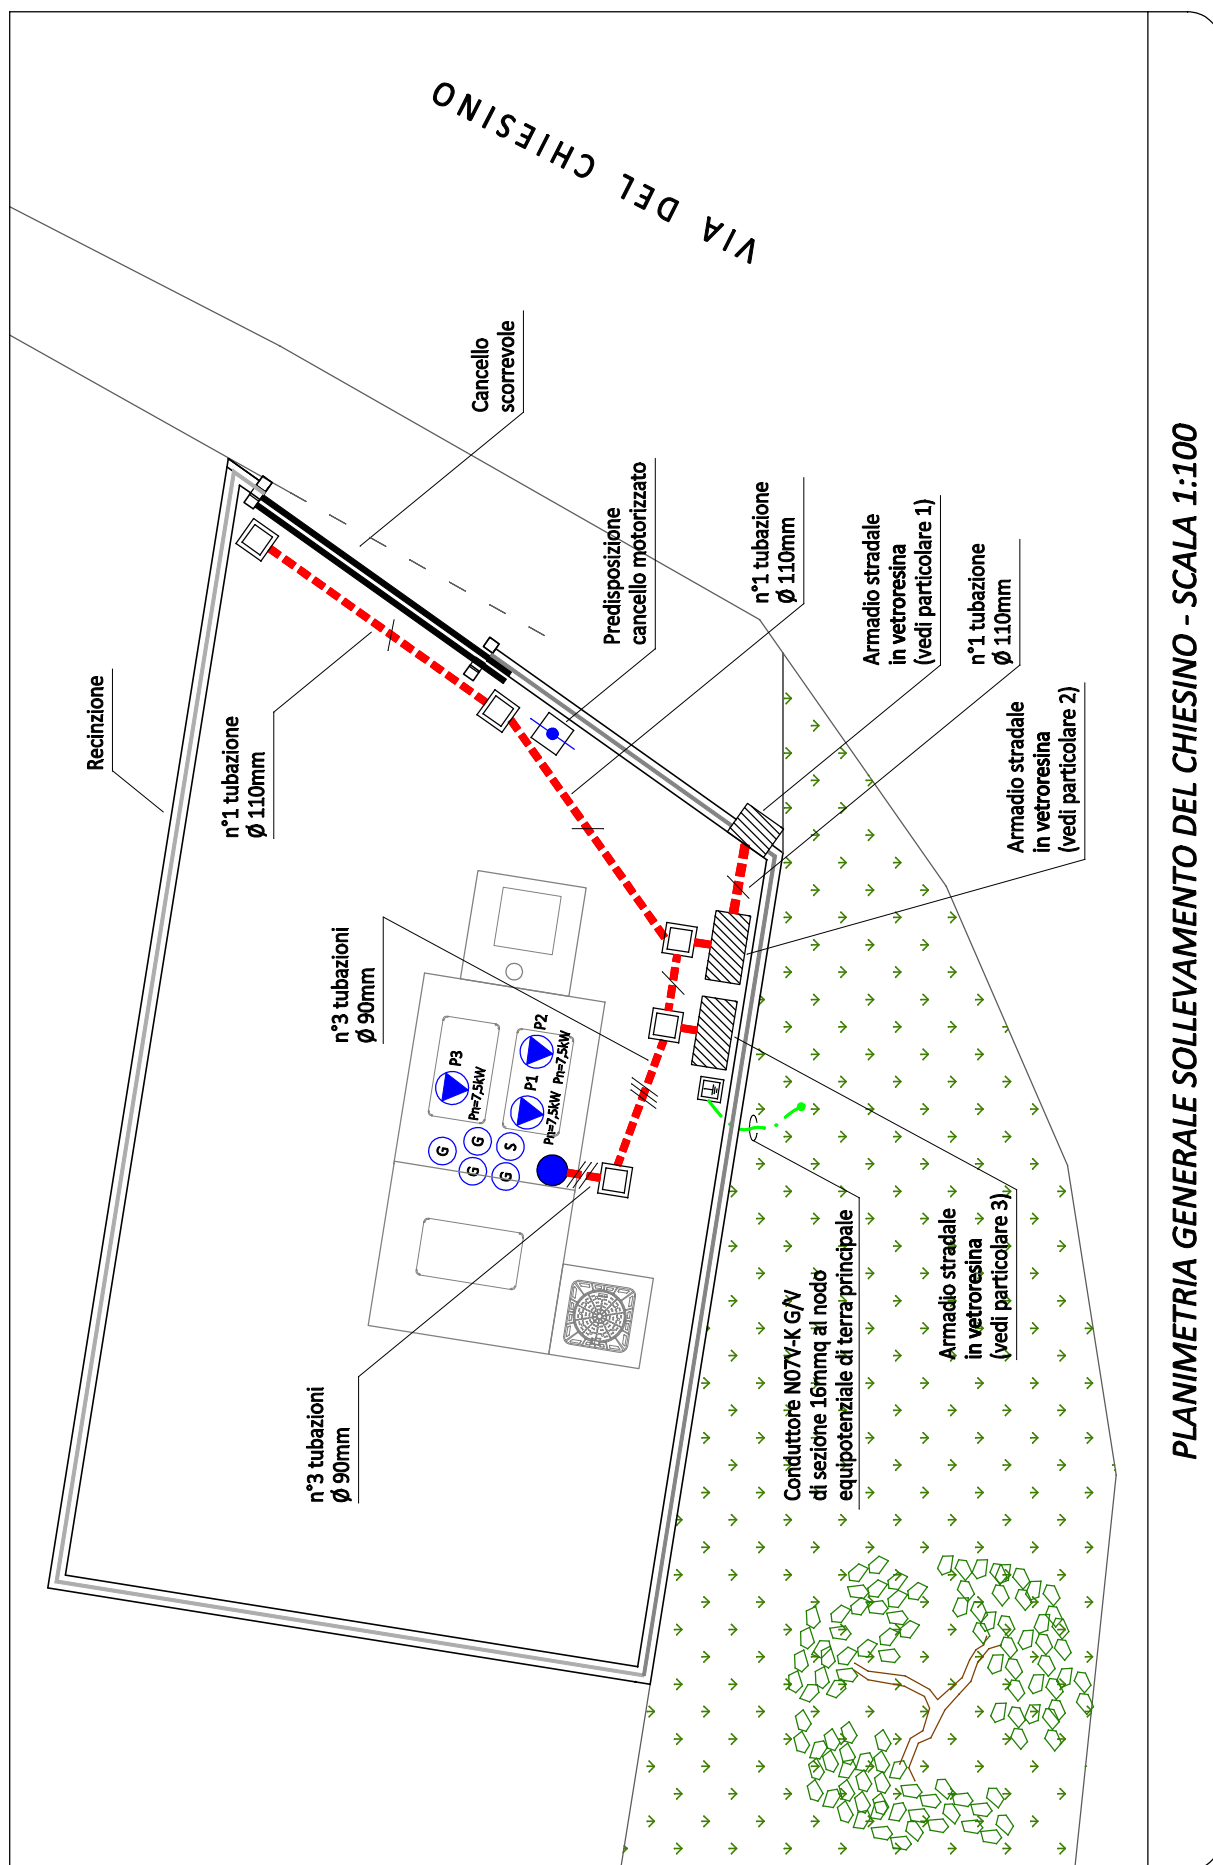 VIA DEL CHIESINO
Cancello
scorrevole
Predisposizione
cancello motorizzato
n°1 tubazione
Ø 110mm
Armadio stradale
in vetroresina
(vedi particolare 1)
n°1 tubazione
Ø 110mm
Armadio stradale
in vetroresina
(vedi particolare 2)
Recinzione
n°1 tubazione
Ø 110mm
n°3 tubazioni
Ø 90mm
P3
Pn=7,5kW
P2
Pn=7,5kW
P1
Pn=7,5kW
G
G
S
G
G
n°3 tubazioni
Ø 90mm
Conduttore N07V-K G/V
di sezione 16mmq al nodo
equipotenziale di terra principale
Armadio stradale
in vetroresina
(vedi particolare 3)
PLANIMETRIA GENERALE SOLLEVAMENTO DEL CHIESINO - SCALA 1:100